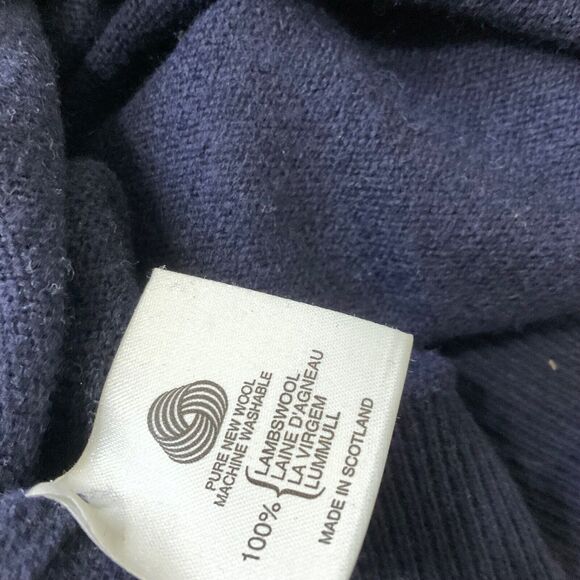 PURE NEW WOOL
MACHINE WASHABLE
100%
LAMBSWOOL
LAINE D'AGNEAU
LA VIRGEM
LUMMULL
MADE IN SCOTLAND